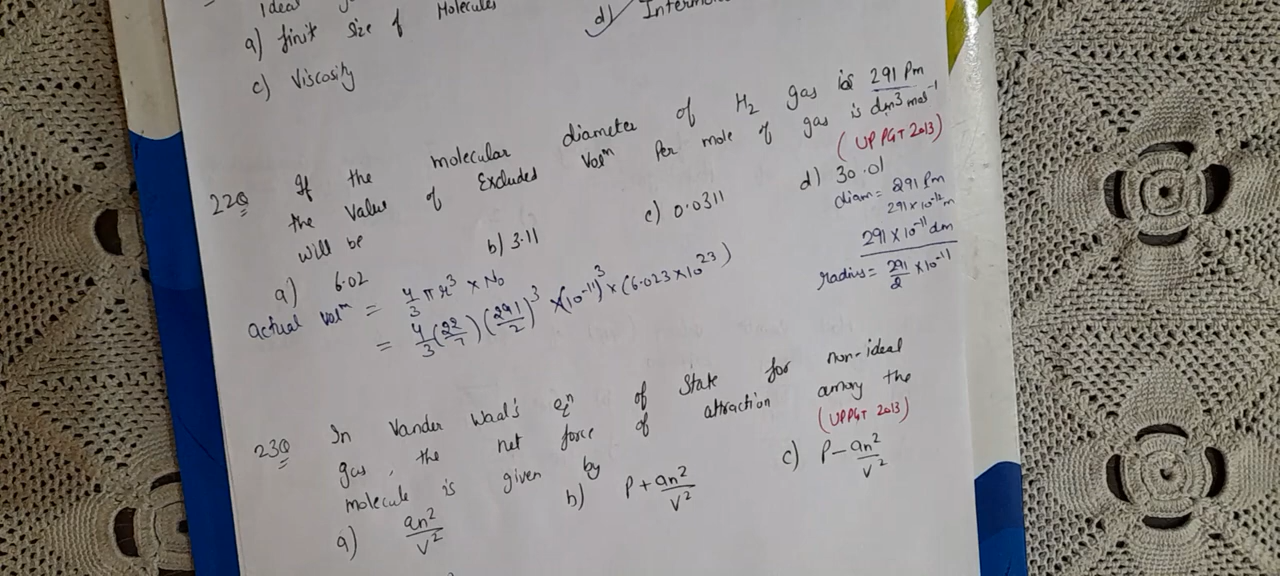 Ideal
a) finit size of Molecules
d) Interm
c) Viscosity
22Q If the molecular diameter of H2 gas is 291 Pm
the Value of Excludes Volm Per mole of gas is dm3 mol-1
will be (UP PGT 2013)
a) 6.02 b) 3.11 c) 0.0311 d) 30.01
diam = 291 Pm
291 x 10-12 m
291 x 10-11 dm
radius = 291/2 x 10-11
actual volm = 4/3 π r3 x No
= 4/3 (22/7) (291/2)3 x (10-11)3 x (6.023 x 1023)
23Q In Vander Waal's eqn of State for non-ideal
gas, the net force of attraction among the
molecule is given by (UPPGT 2013)
a) an2/V2 b) P + an2/V2 c) P - an2/V2